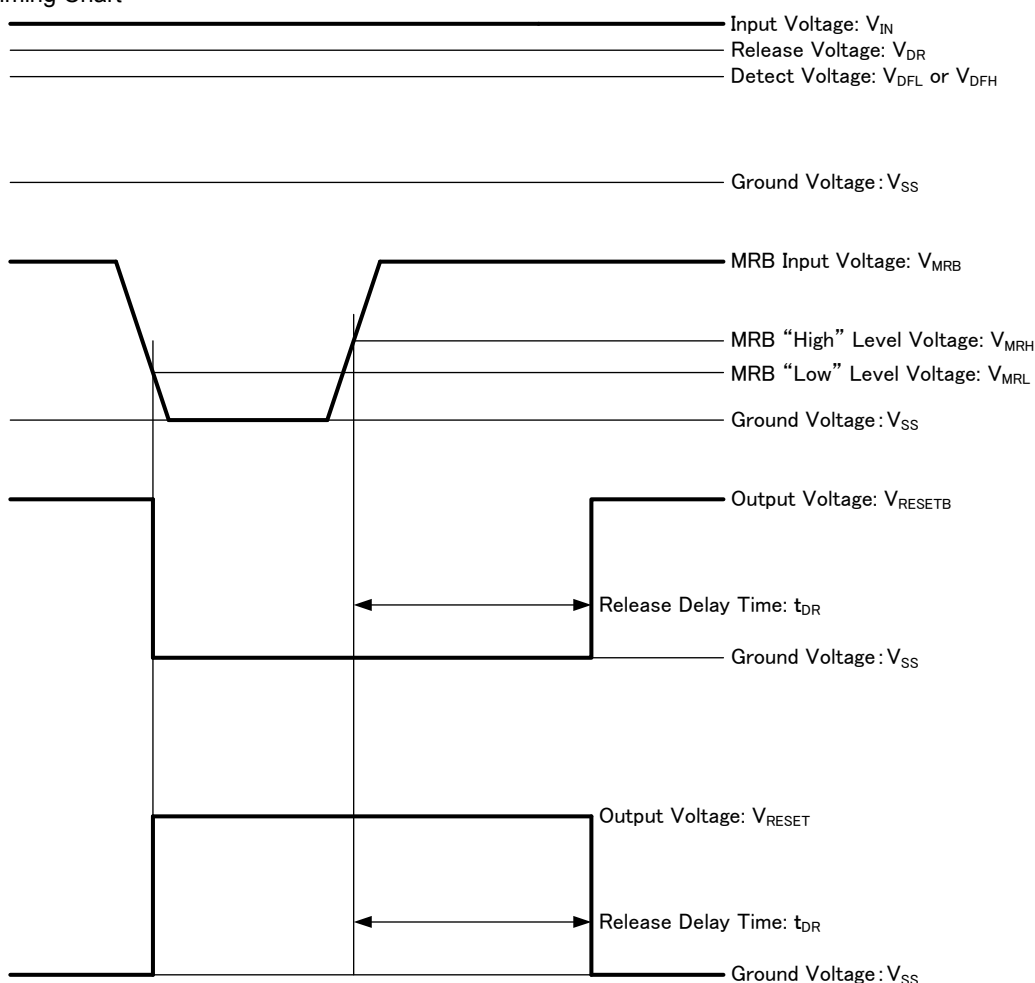 Input Voltage: VIN
Release Voltage: VDR
Detect Voltage: VDFL or VDFH
Ground Voltage : VSS
MRB Input Voltage: VMRB
MRB “High” Level Voltage: VMRH
MRB “Low” Level Voltage: VMRL
Ground Voltage : VSS
Output Voltage: VRESETB
Release Delay Time: tDR
Ground Voltage : VSS
Output Voltage: VRESET
Release Delay Time: tDR
Ground Voltage : VSS